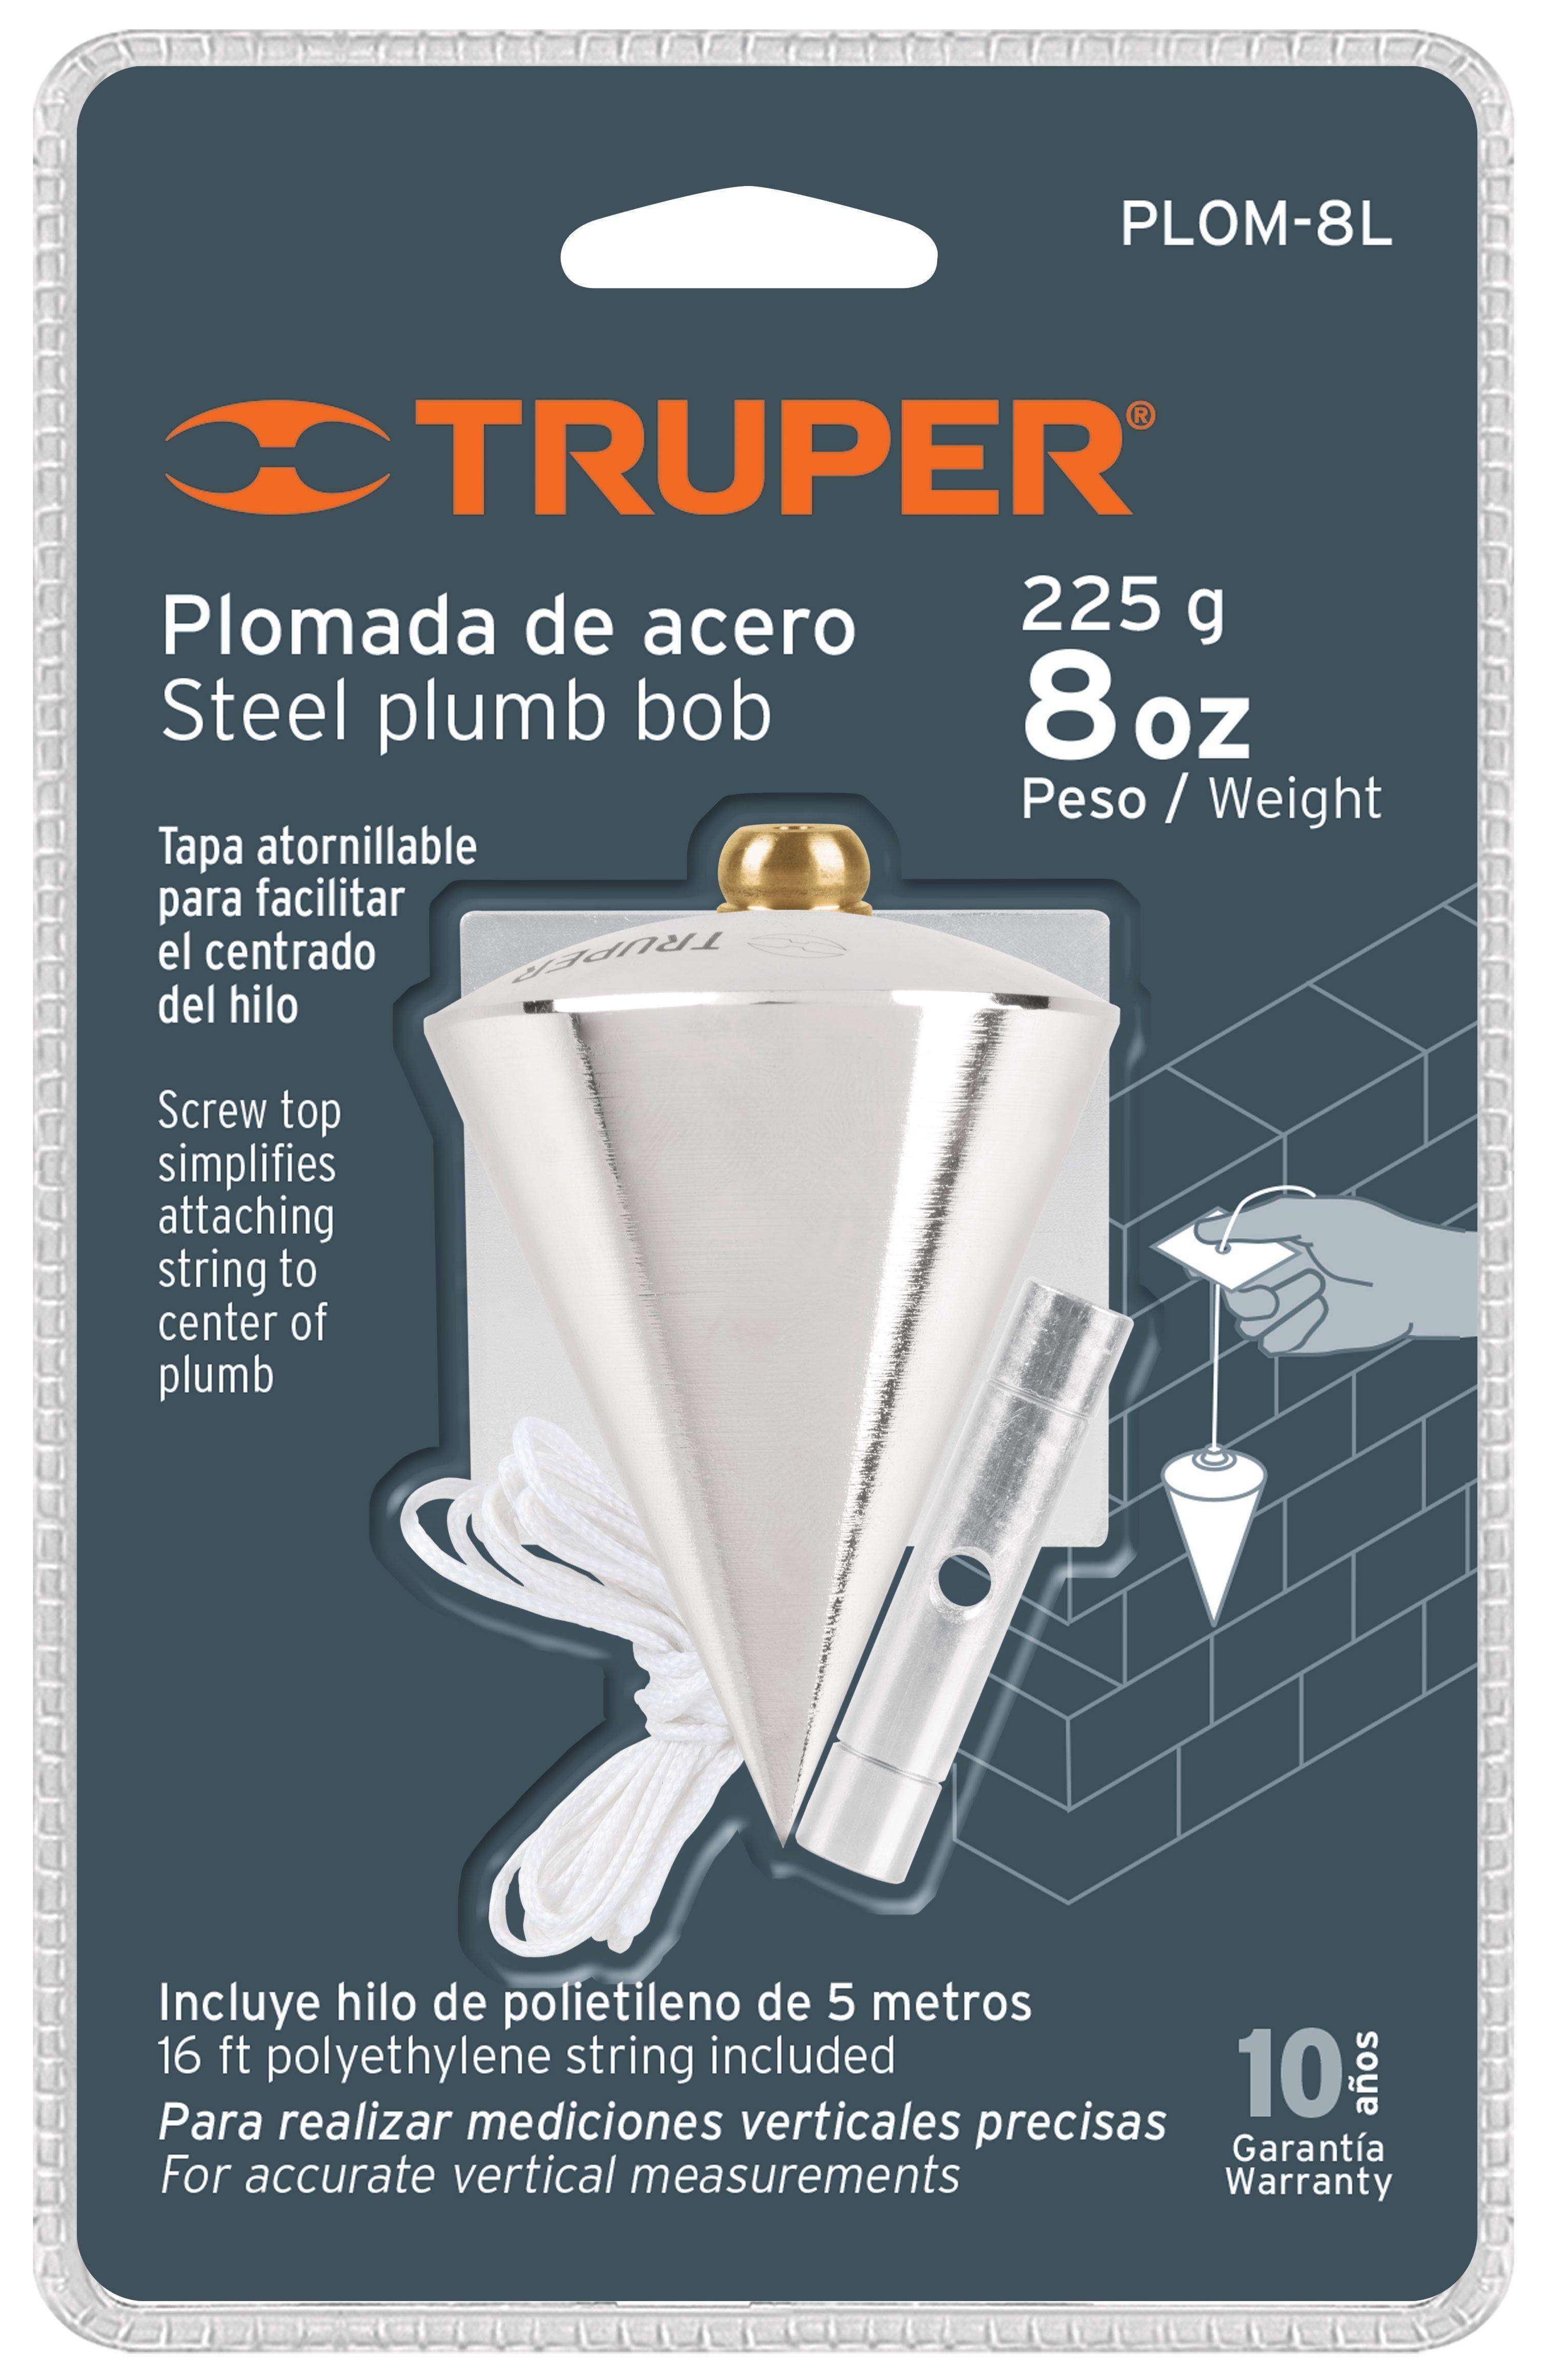 PLOM-8L
TRUPER®
Plomada de acero
Steel plumb bob
225 g
8 oz
Peso / Weight
Tapa atornillable
para facilitar
el centrado
del hilo
Screw top
simplifies
attaching
string to
center of
plumb
TRUPER
Incluye hilo de polietileno de 5 metros
16 ft polyethylene string included
Para realizar mediciones verticales precisas
For accurate vertical measurements
10 años
Garantía
Warranty